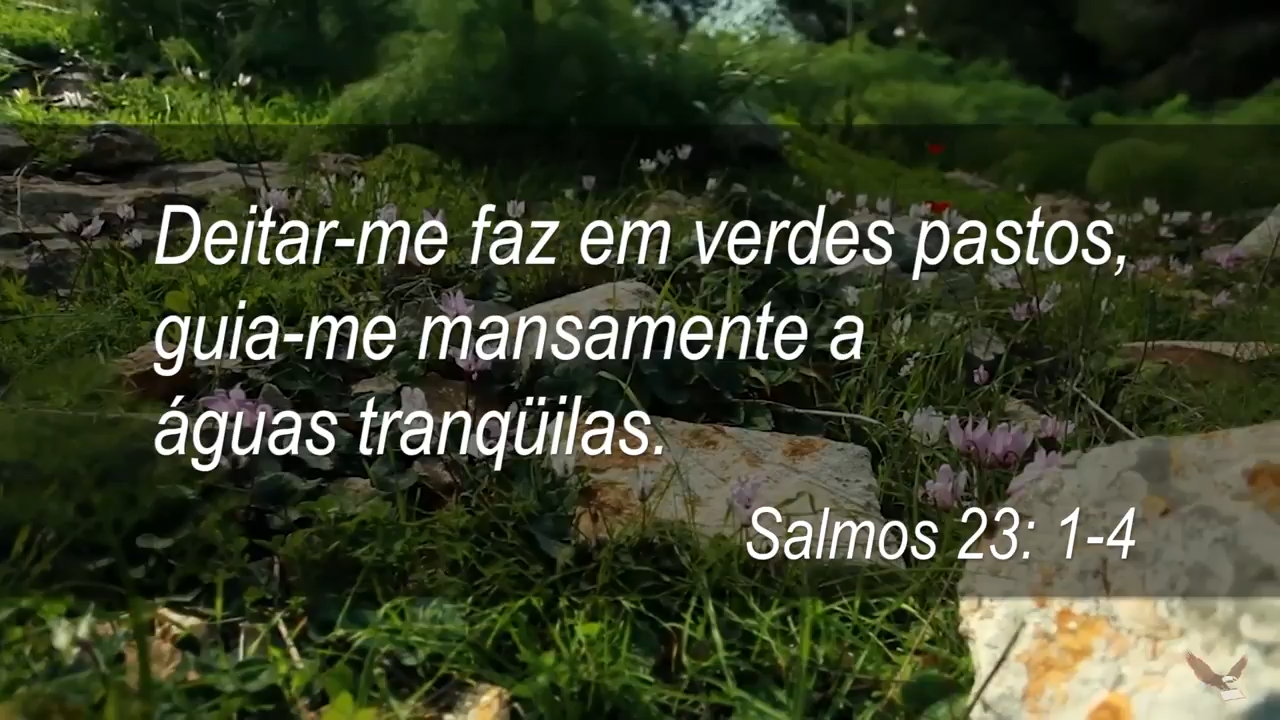 Deitar-me faz em verdes pastos,
guia-me mansamente a
águas tranqüilas.
Salmos 23: 1-4